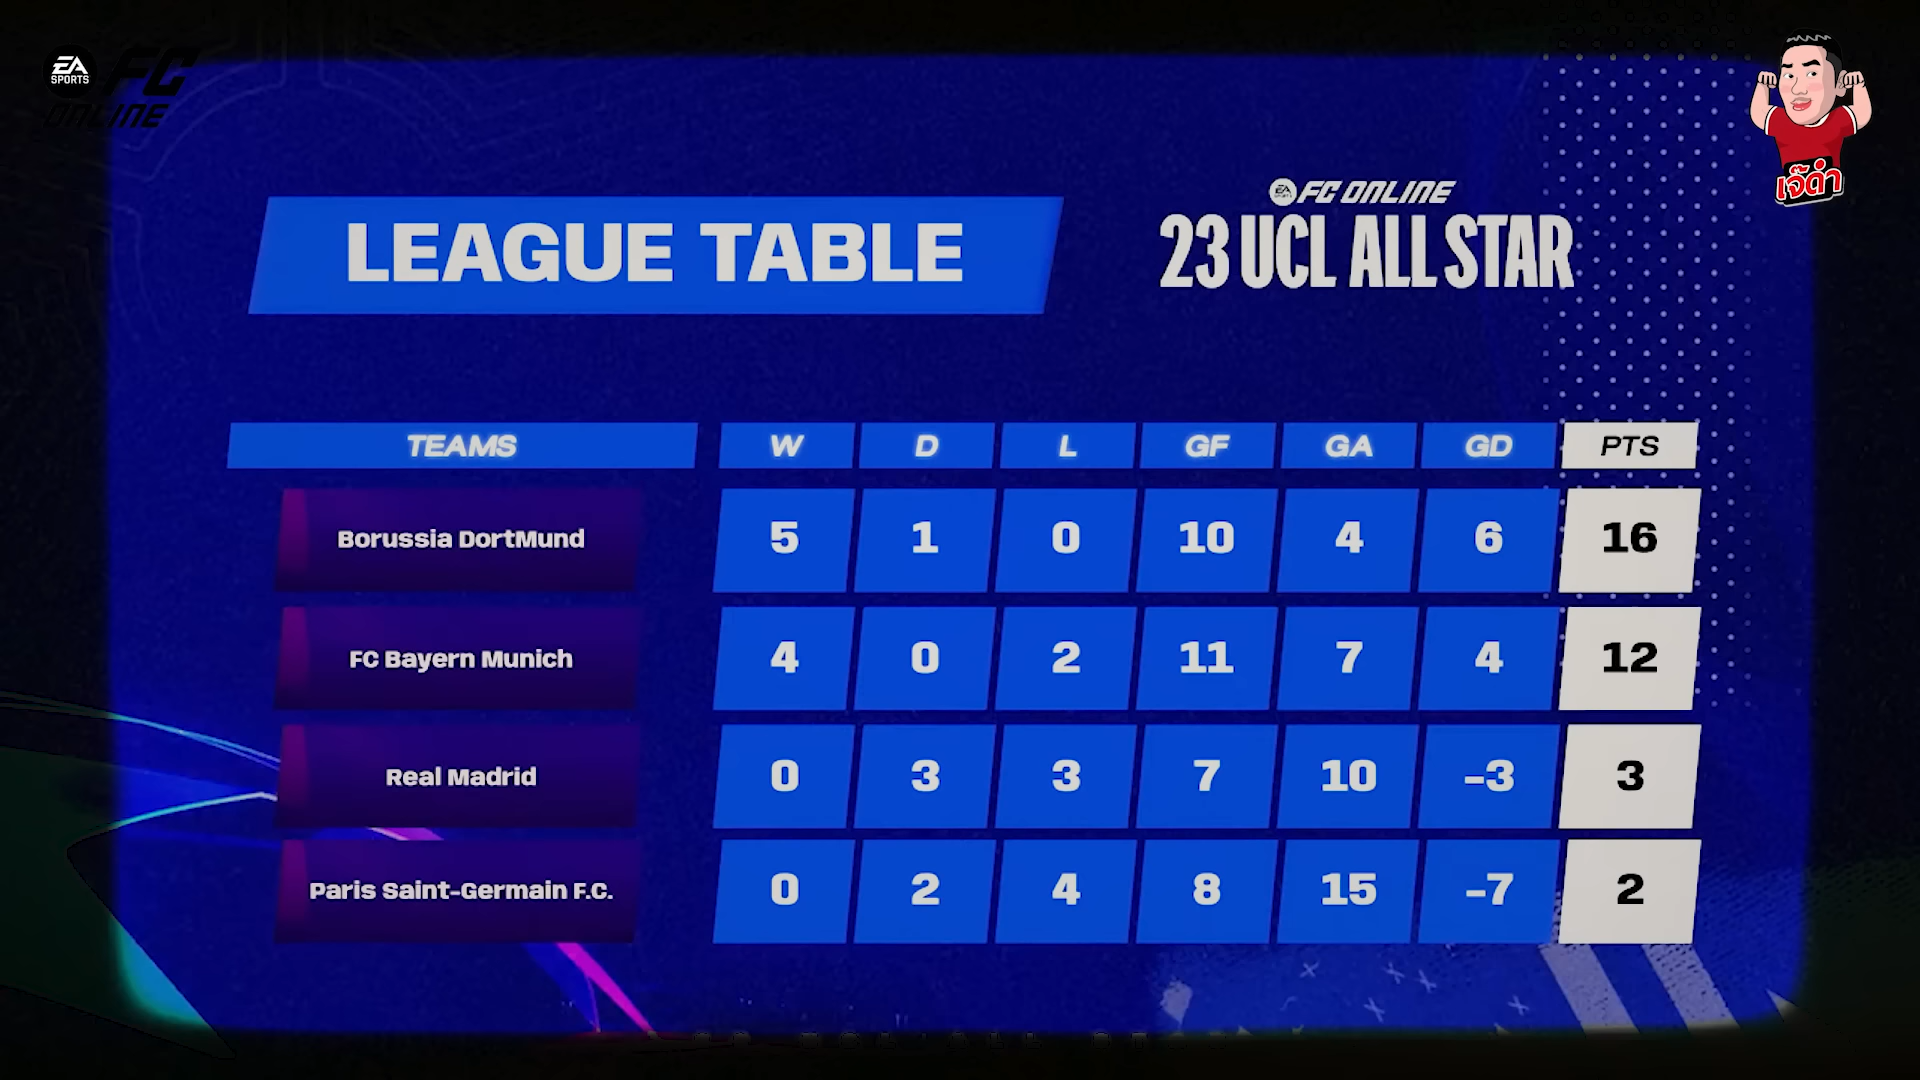 EA SPORTS FC
ONLINE
เจ๊ดำ
EA SPORTS FC ONLINE
LEAGUE TABLE
23 UCL ALL STAR
TEAMS W D L GF GA GD PTS
Borussia DortMund 5 1 0 10 4 6 16
FC Bayern Munich 4 0 2 11 7 4 12
Real Madrid 0 3 3 7 10 -3 3
Paris Saint-Germain F.C. 0 2 4 8 15 -7 2